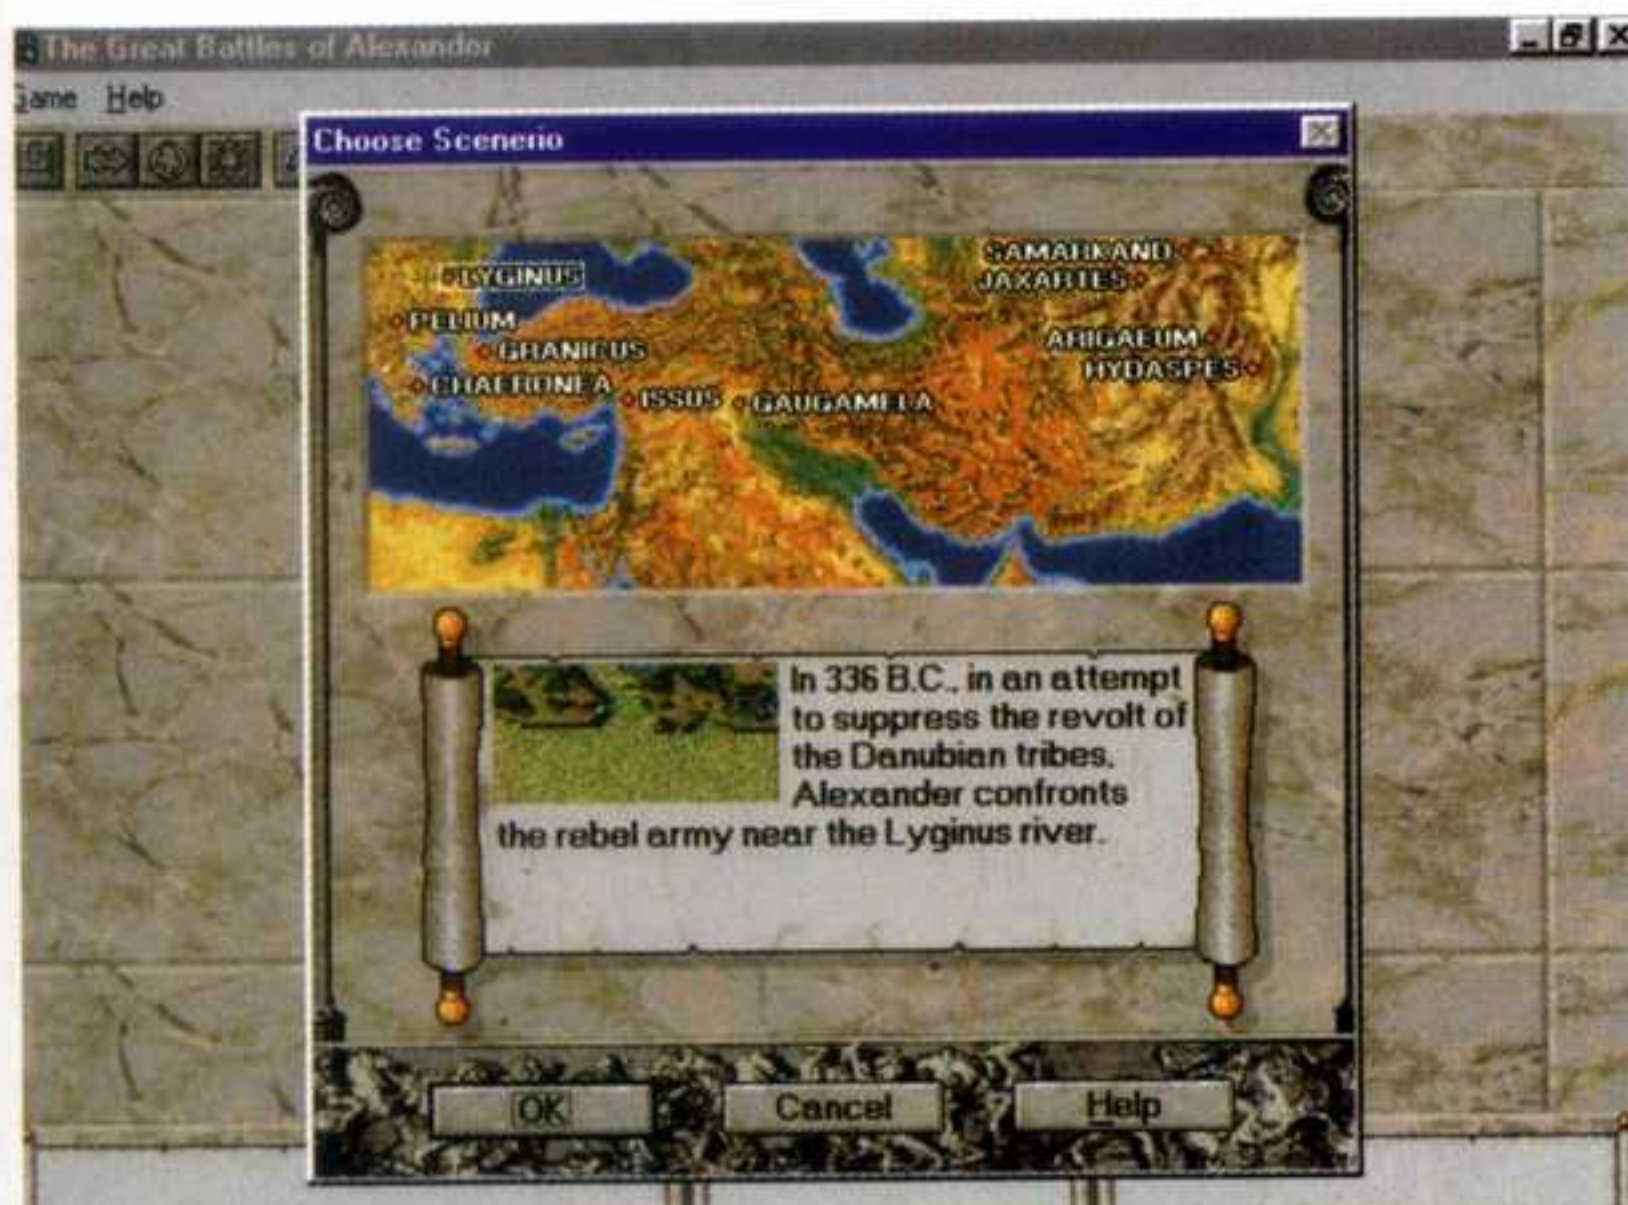 The Great Battles of Alexander
Game Help
Choose Scenerio
SAMARKAND
LYGINUS
JAXARTES
PELIUM
GRANICUS
ARIGAEUM
HYDASPES
CHAERONEA
ISSUS
GAUGAMELA
In 336 B.C., in an attempt
to suppress the revolt of
the Danubian tribes,
Alexander confronts
the rebel army near the Lyginus river.
OK
Cancel
Help